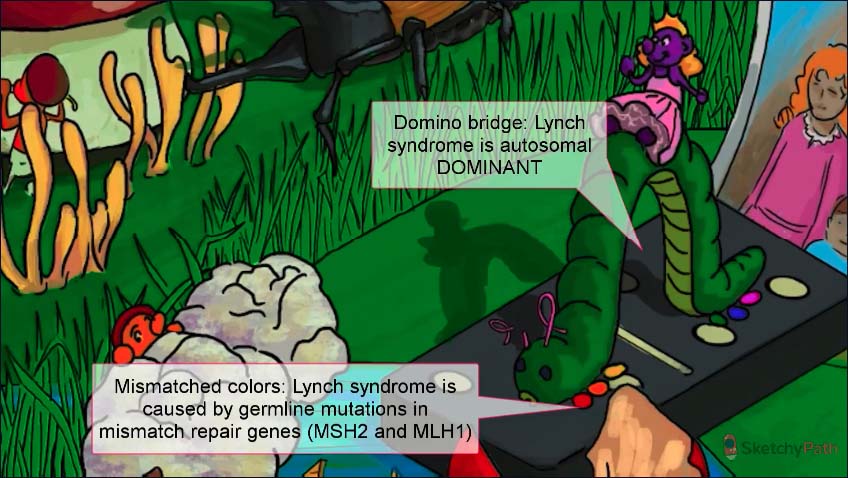 Domino bridge: Lynch
syndrome is autosomal
DOMINANT
Mismatched colors: Lynch syndrome is
caused by germline mutations in
mismatch repair genes (MSH2 and MLH1)
SketchyPath